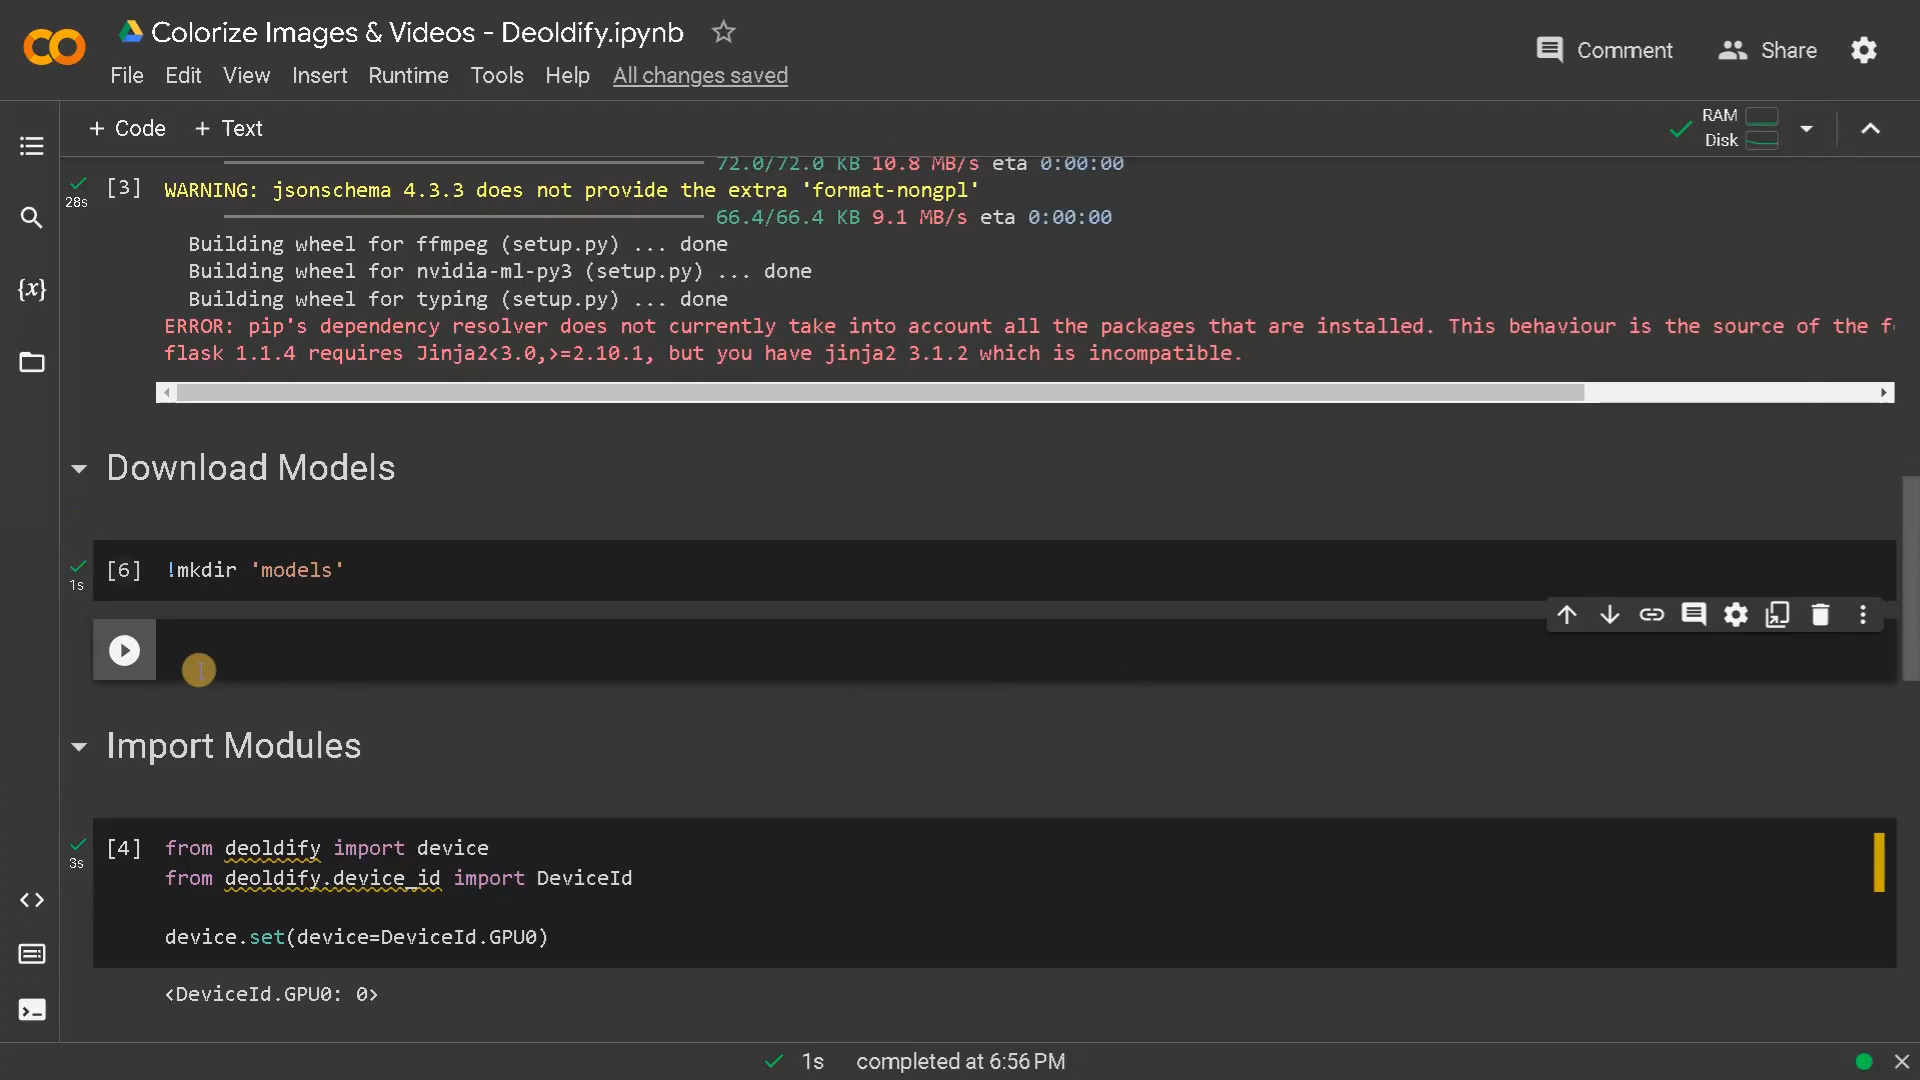 Colorize Images & Videos - Deoldify.ipynb
File Edit View Insert Runtime Tools Help All changes saved
Comment Share
+ Code + Text
RAM
Disk
72.0/72.0 KB 10.8 MB/s eta 0:00:00
28s
[3] WARNING: jsonschema 4.3.3 does not provide the extra 'format-nongpl'
66.4/66.4 KB 9.1 MB/s eta 0:00:00
Building wheel for ffmpeg (setup.py) ... done
Building wheel for nvidia-ml-py3 (setup.py) ... done
Building wheel for typing (setup.py) ... done
ERROR: pip's dependency resolver does not currently take into account all the packages that are installed. This behaviour is the source of the
flask 1.1.4 requires Jinja2<3.0,>=2.10.1, but you have jinja2 3.1.2 which is incompatible.
Download Models
1s
[6] !mkdir 'models'
Import Modules
3s
[4] from deoldify import device
from deoldify.device_id import DeviceId
device.set(device=DeviceId.GPU0)
<DeviceId.GPU0: 0>
1s completed at 6:56 PM